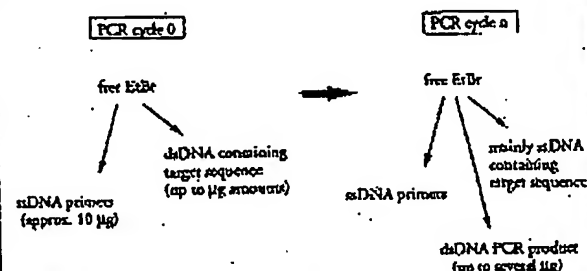 PCR cycle 0
free EtBr
dsDNA containing
target sequence
(up to µg amounts)
ssDNA primers
(approx. 10 µg)
PCR cycle n
free EtBr
mainly ssDNA
containing
target sequence
ssDNA primers
dsDNA PCR product
(up to several µg)